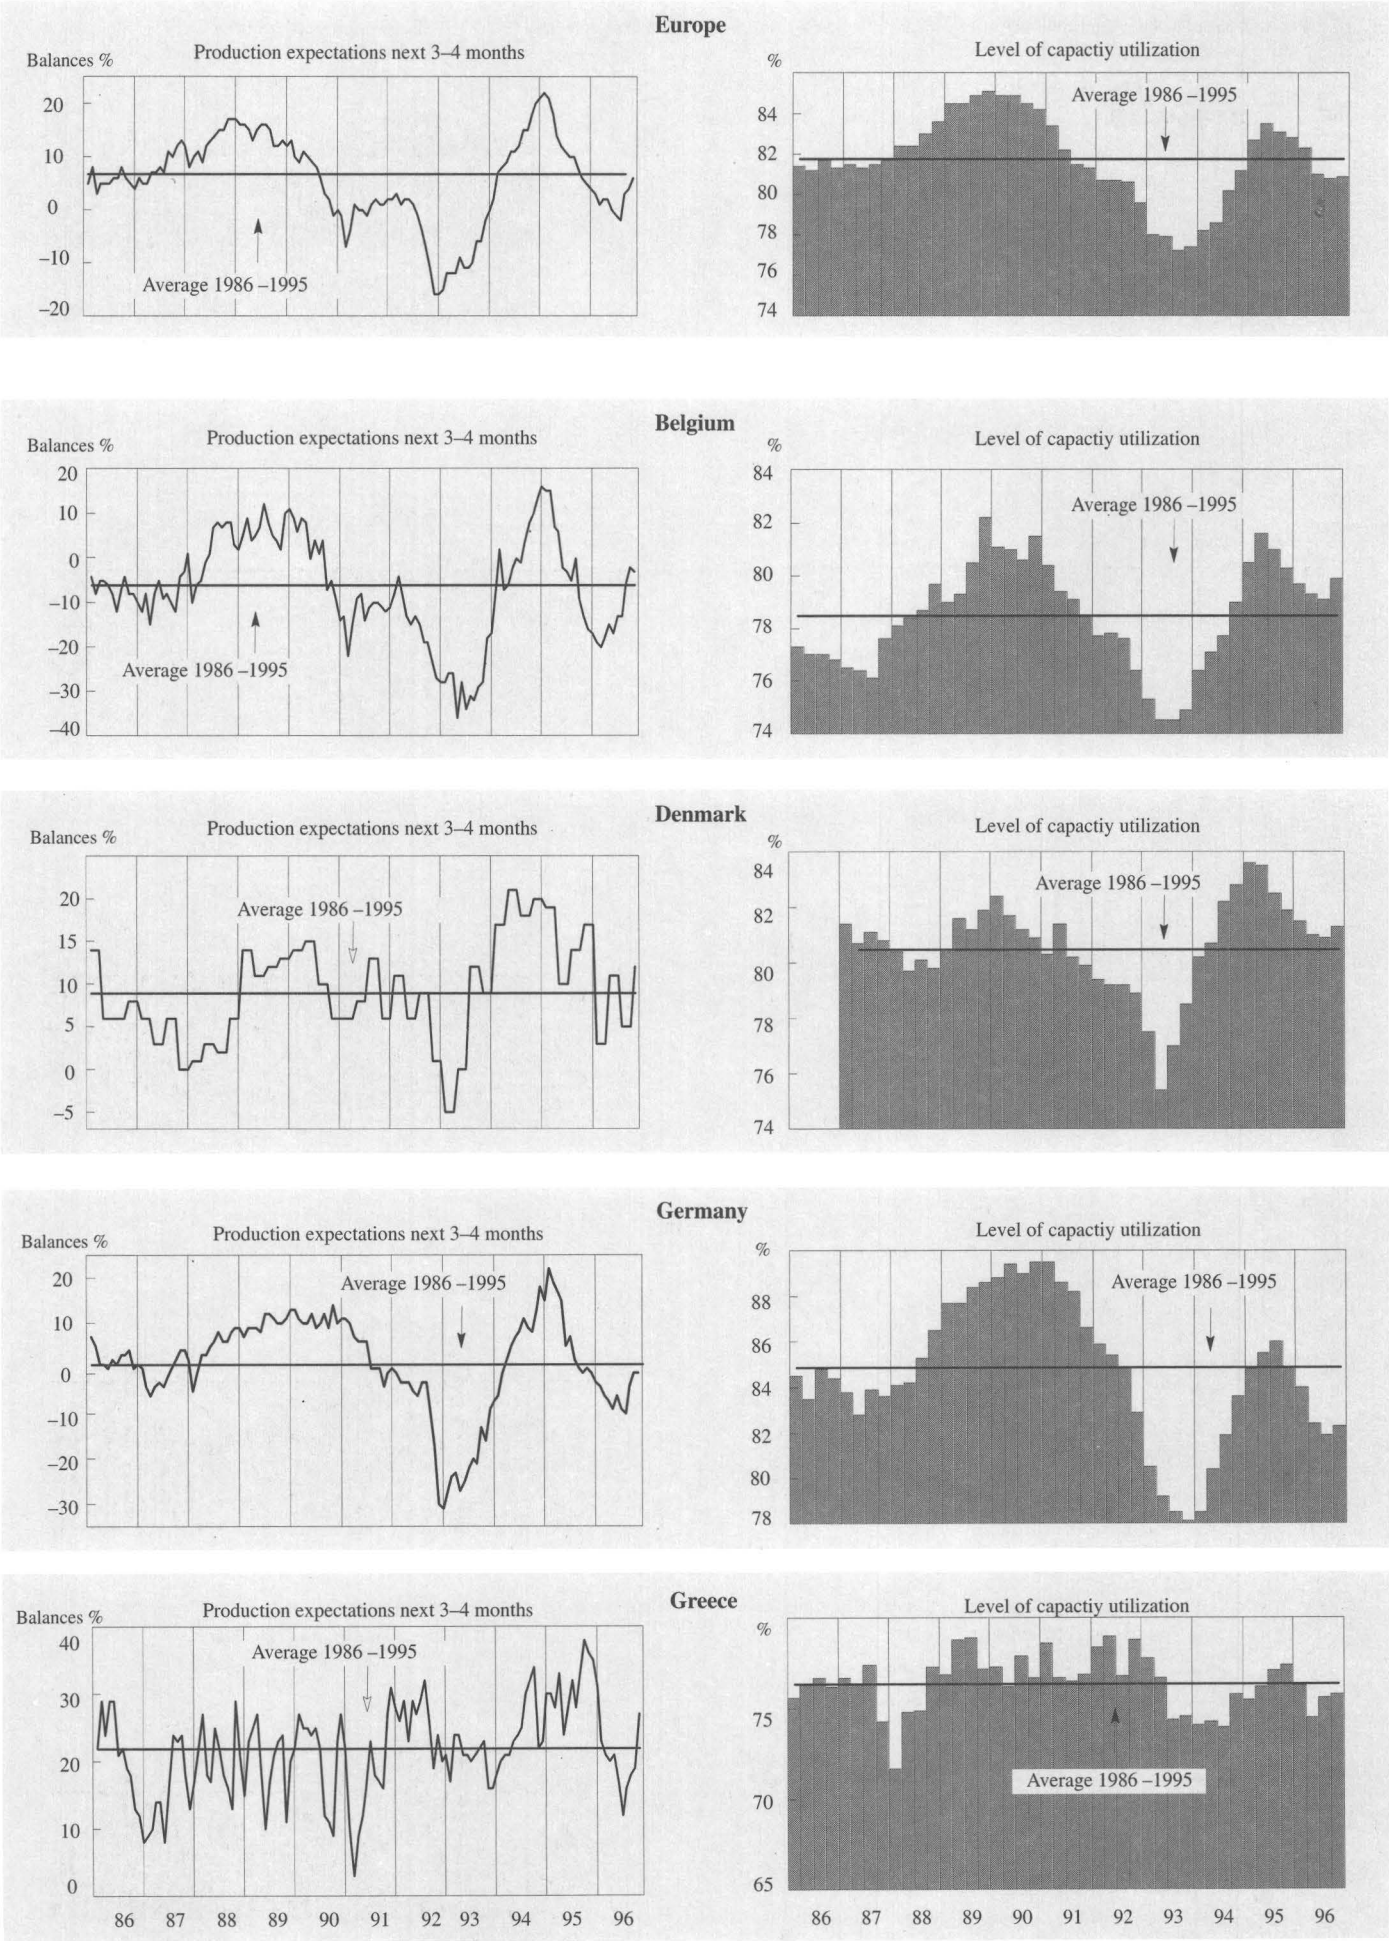 Europe
Production expectations next 3–4 months
Balances %
20
10
0
–10
–20
Average 1986 –1995
Level of capactiy utilization
%
84
82
80
78
76
74
Average 1986 –1995
Belgium
Production expectations next 3–4 months
Balances %
20
10
0
–10
–20
–30
–40
Average 1986 –1995
Level of capactiy utilization
%
84
82
80
78
76
74
Average 1986 –1995
Denmark
Production expectations next 3–4 months
Balances %
20
15
10
5
0
–5
Average 1986 –1995
Level of capactiy utilization
%
84
82
80
78
76
74
Average 1986 –1995
Germany
Production expectations next 3–4 months
Balances %
20
10
0
–10
–20
–30
Average 1986 –1995
Level of capactiy utilization
%
88
86
84
82
80
78
Average 1986 –1995
Greece
Production expectations next 3–4 months
Balances %
40
30
20
10
0
Average 1986 –1995
86 87 88 89 90 91 92 93 94 95 96
Level of capactiy utilization
%
75
70
65
Average 1986 –1995
86 87 88 89 90 91 92 93 94 95 96